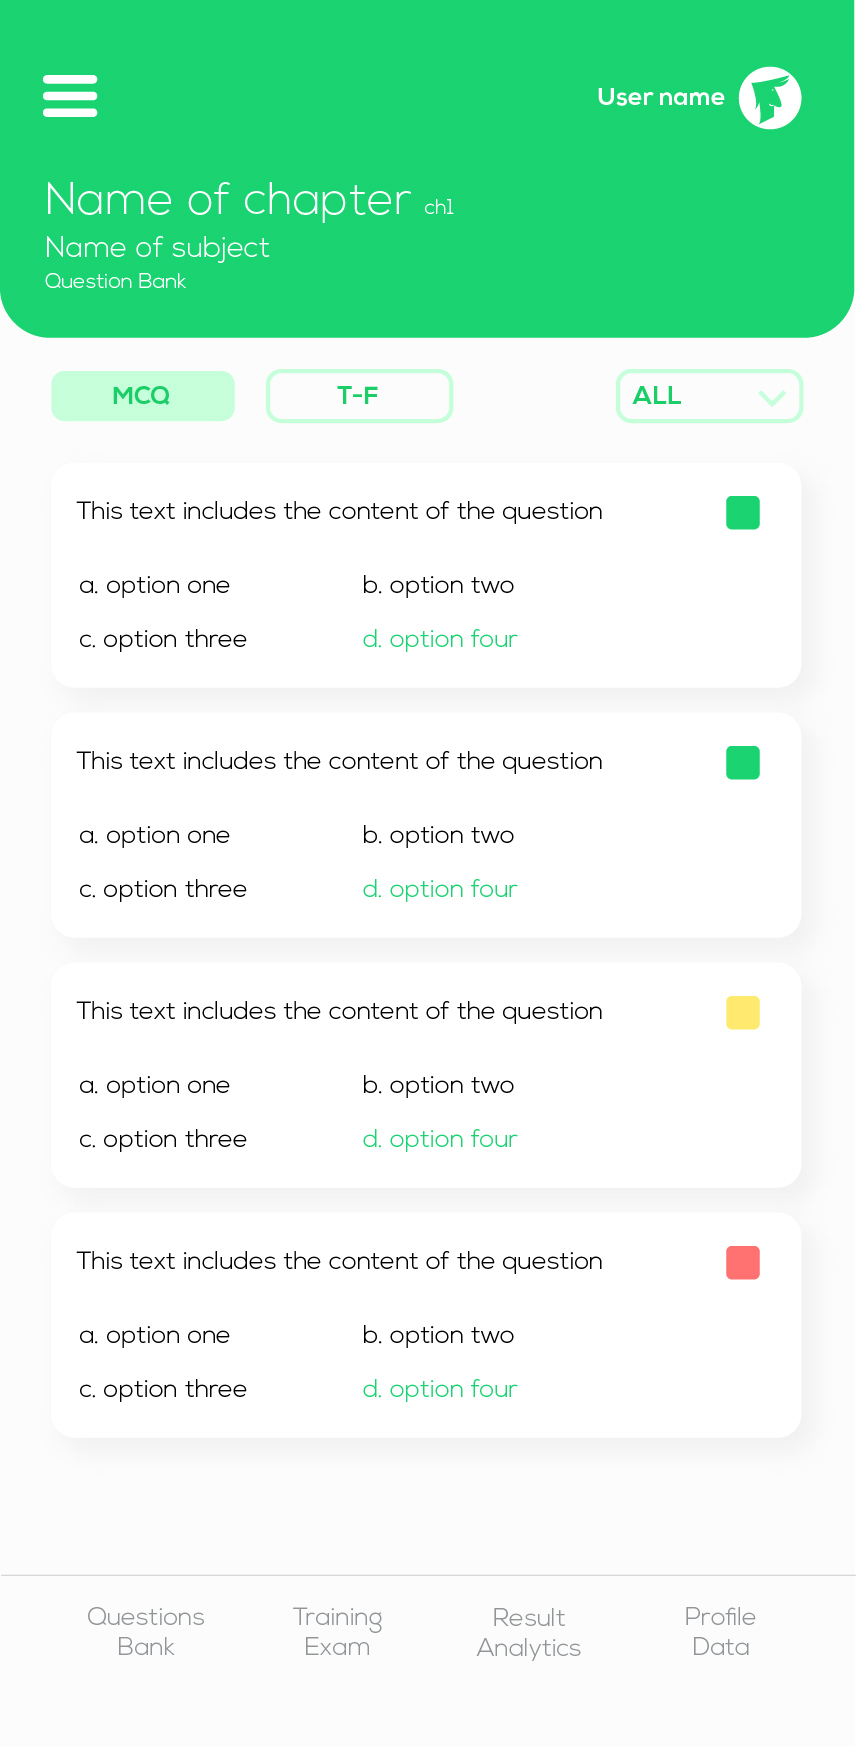 User name
Name of chapter ch1
Name of subject
Question Bank
MCQ T-F ALL
This text includes the content of the question
a. option one b. option two
c. option three d. option four
This text includes the content of the question
a. option one b. option two
c. option three d. option four
This text includes the content of the question
a. option one b. option two
c. option three d. option four
This text includes the content of the question
a. option one b. option two
c. option three d. option four
Questions Bank
Training Exam
Result Analytics
Profile Data